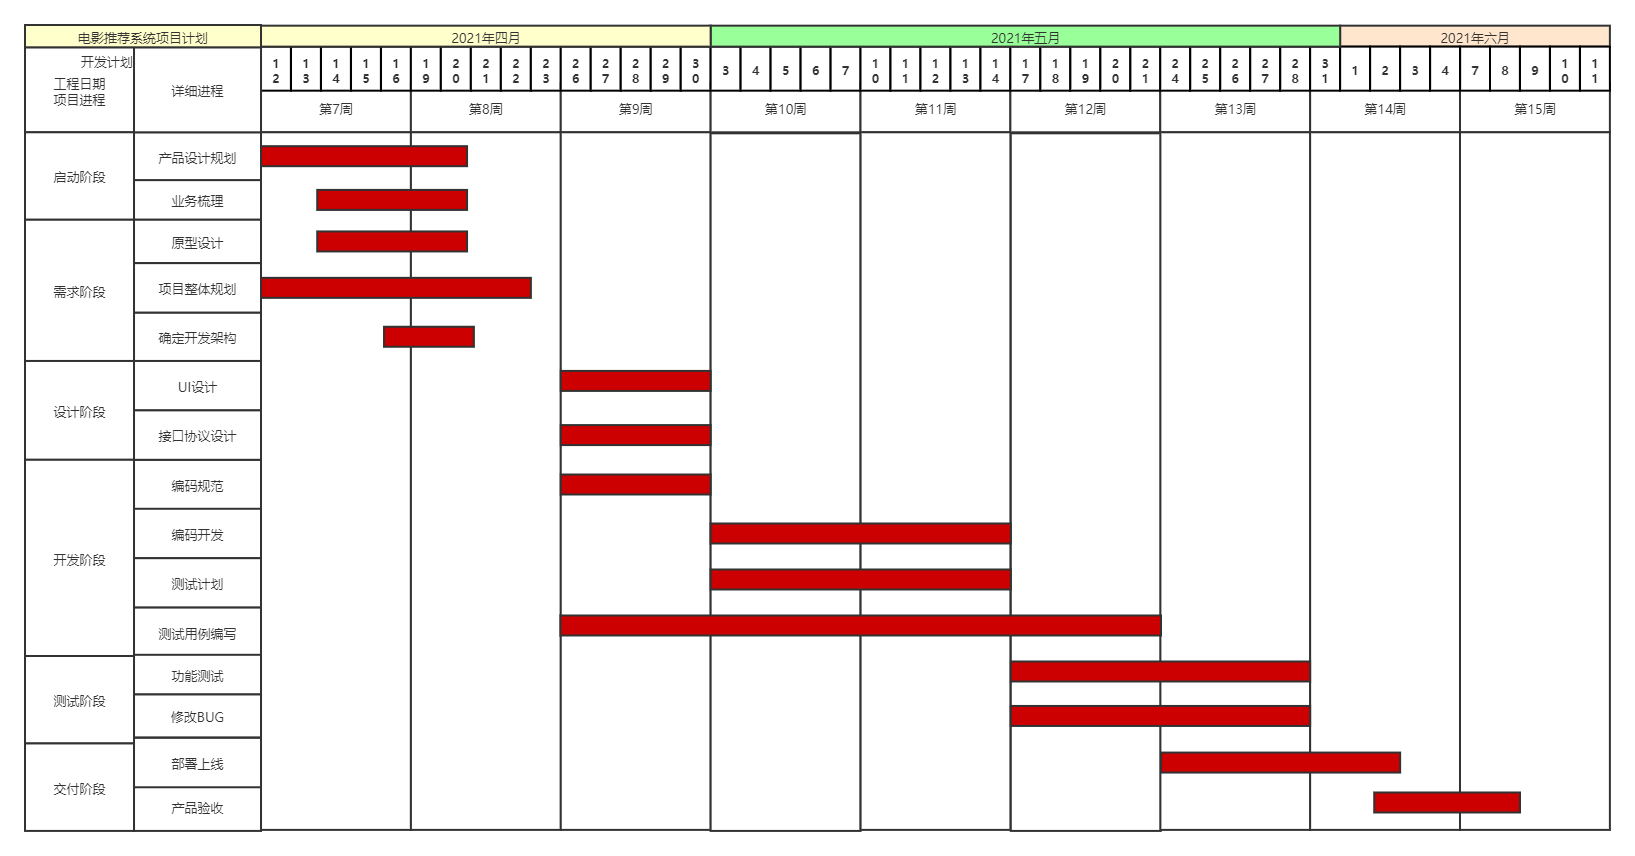 电影推荐系统项目计划 2021年四月 2021年五月 2021年六月
开发计划
工程日期
项目进程
详细进程
12 13 14 15 16 19 20 21 22 23 26 27 28 29 30 3 4 5 6 7 10 11 12 13 14 17 18 19 20 21 24 25 26 27 28 31 1 2 3 4 7 8 9 10 11
第7周 第8周 第9周 第10周 第11周 第12周 第13周 第14周 第15周
启动阶段
产品设计规划
业务梳理
需求阶段
原型设计
项目整体规划
确定开发架构
设计阶段
UI设计
接口协议设计
开发阶段
编码规范
编码开发
测试计划
测试用例编写
测试阶段
功能测试
修改BUG
交付阶段
部署上线
产品验收